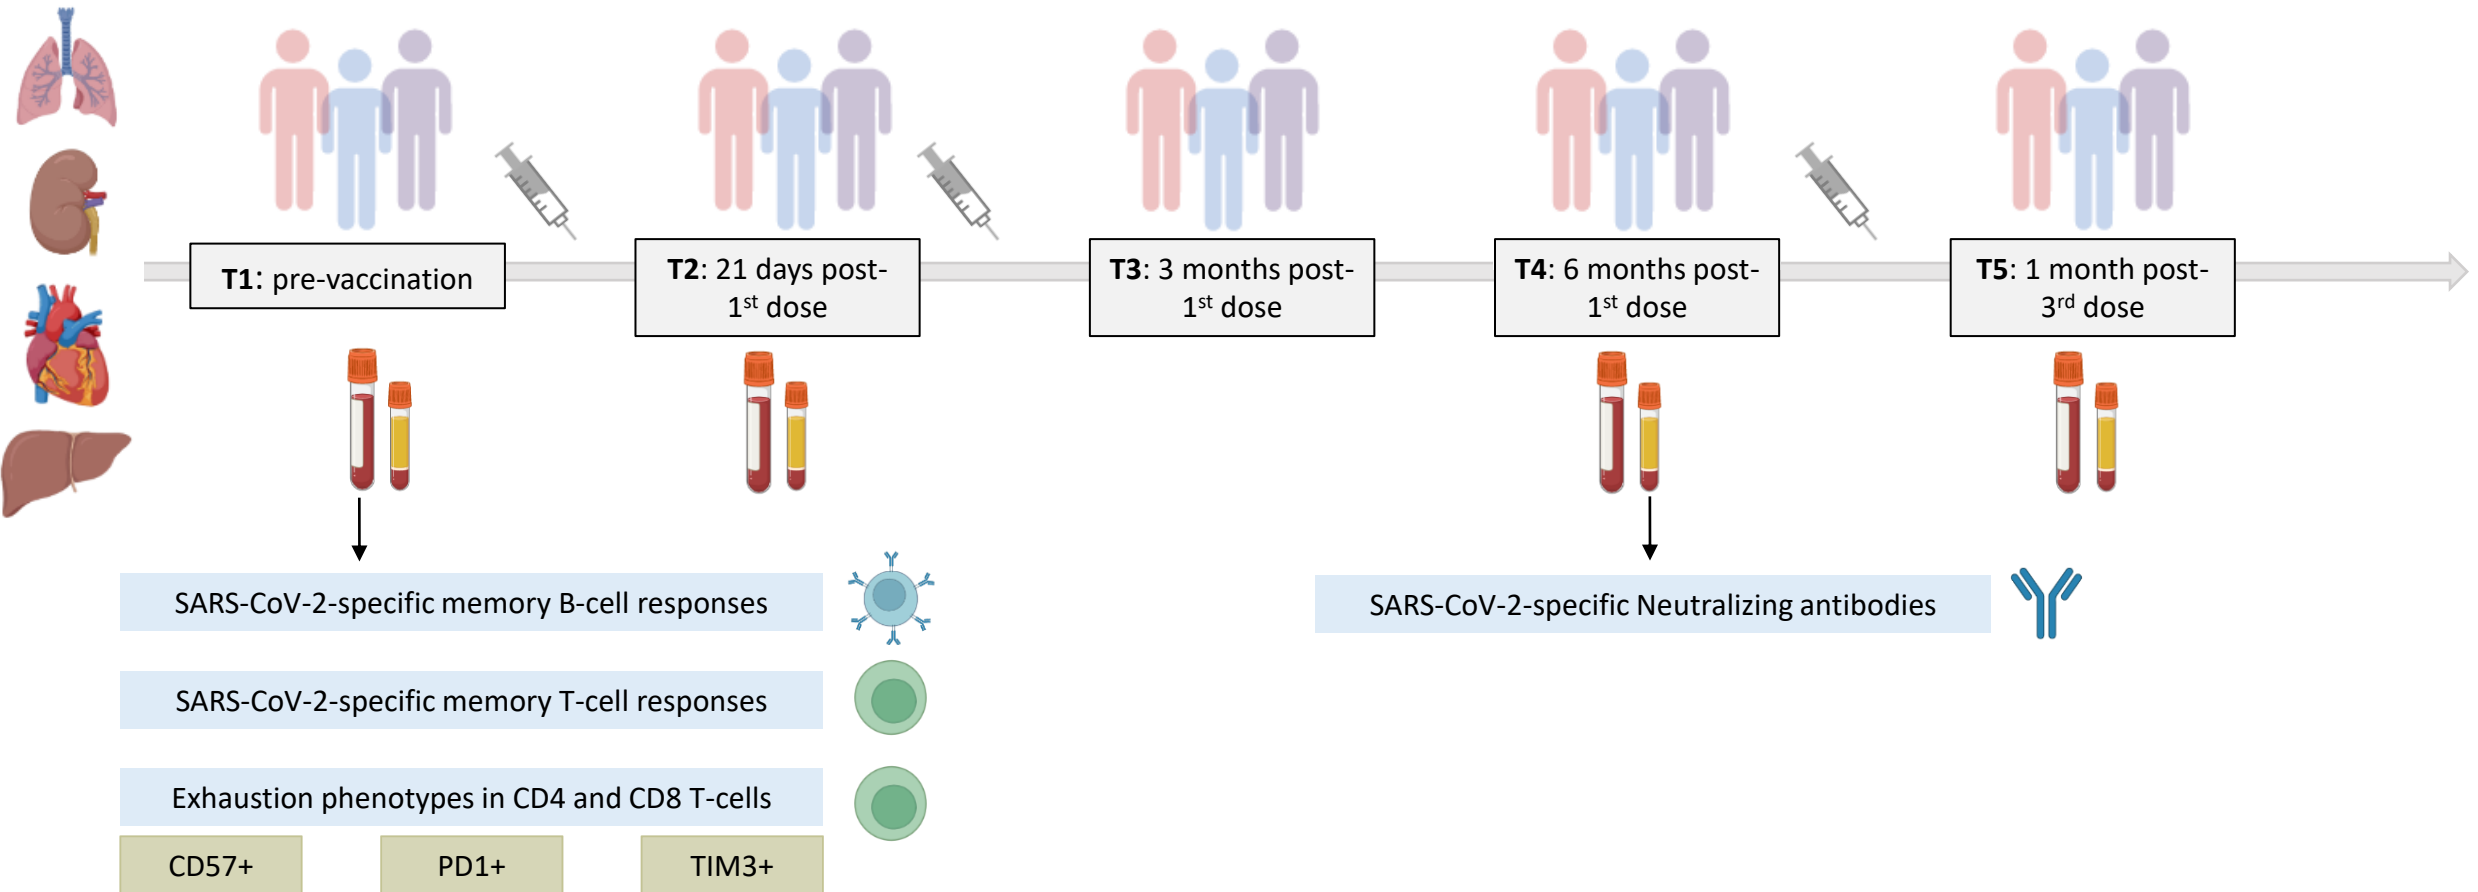 T1: pre-vaccination
T2: 21 days post-
1st dose
T3: 3 months post-
1st dose
T4: 6 months post-
1st dose
T5: 1 month post-
3rd dose
SARS-CoV-2-specific memory B-cell responses
SARS-CoV-2-specific Neutralizing antibodies
SARS-CoV-2-specific memory T-cell responses
Exhaustion phenotypes in CD4 and CD8 T-cells
CD57+
PD1+
TIM3+